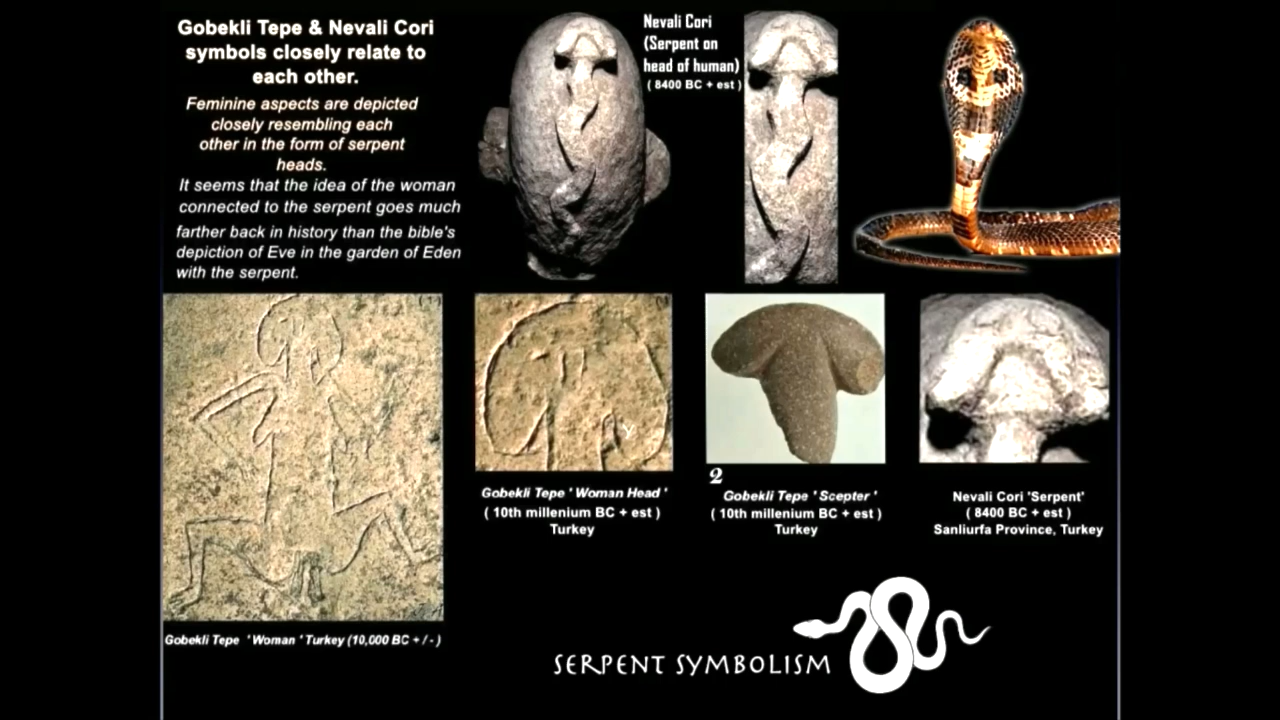 Gobekli Tepe & Nevali Cori
symbols closely relate to
each other.
Feminine aspects are depicted
closely resembling each
other in the form of serpent
heads.
It seems that the idea of the woman
connected to the serpent goes much
farther back in history than the bible's
depiction of Eve in the garden of Eden
with the serpent.
Nevali Cori
(Serpent on
head of human)
( 8400 BC + est )
Gobekli Tepe ' Woman Head '
( 10th millenium BC + est )
Turkey
2
Gobekli Tepe ' Scepter '
( 10th millenium BC + est )
Turkey
Nevali Cori 'Serpent'
( 8400 BC + est )
Sanliurfa Province, Turkey
Gobekli Tepe ' Woman ' Turkey (10,000 BC + / - )
SERPENT SYMBOLISM